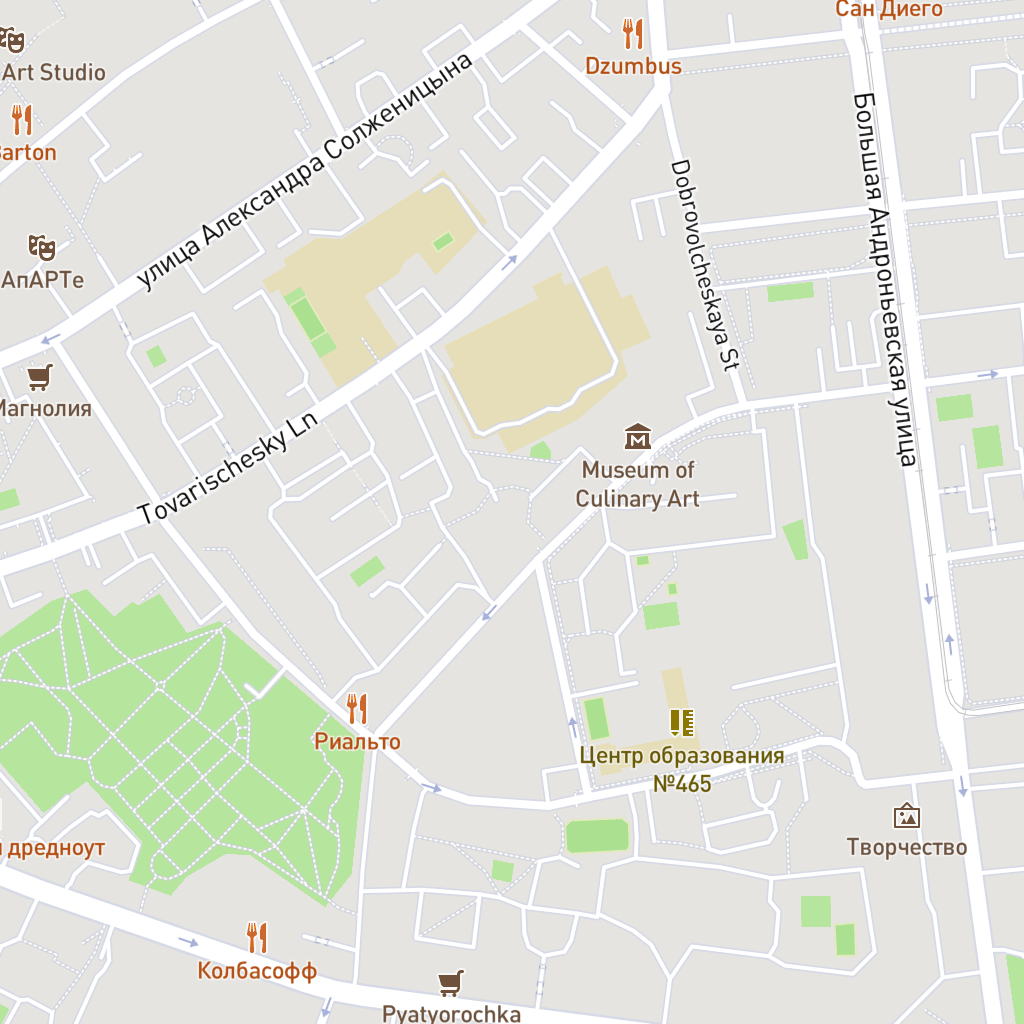 Сан Диего
Dzumbus
Art Studio
Barton
улица Александра Солженицына
Большая Андроньевская улица
Dobrovolcheskaya St
АпАРТе
Магнолия
Tovarischesky Ln
Museum of
Culinary Art
Риальто
Центр образования
№465
Творчество
дредноут
Колбасофф
Pyatyorochka